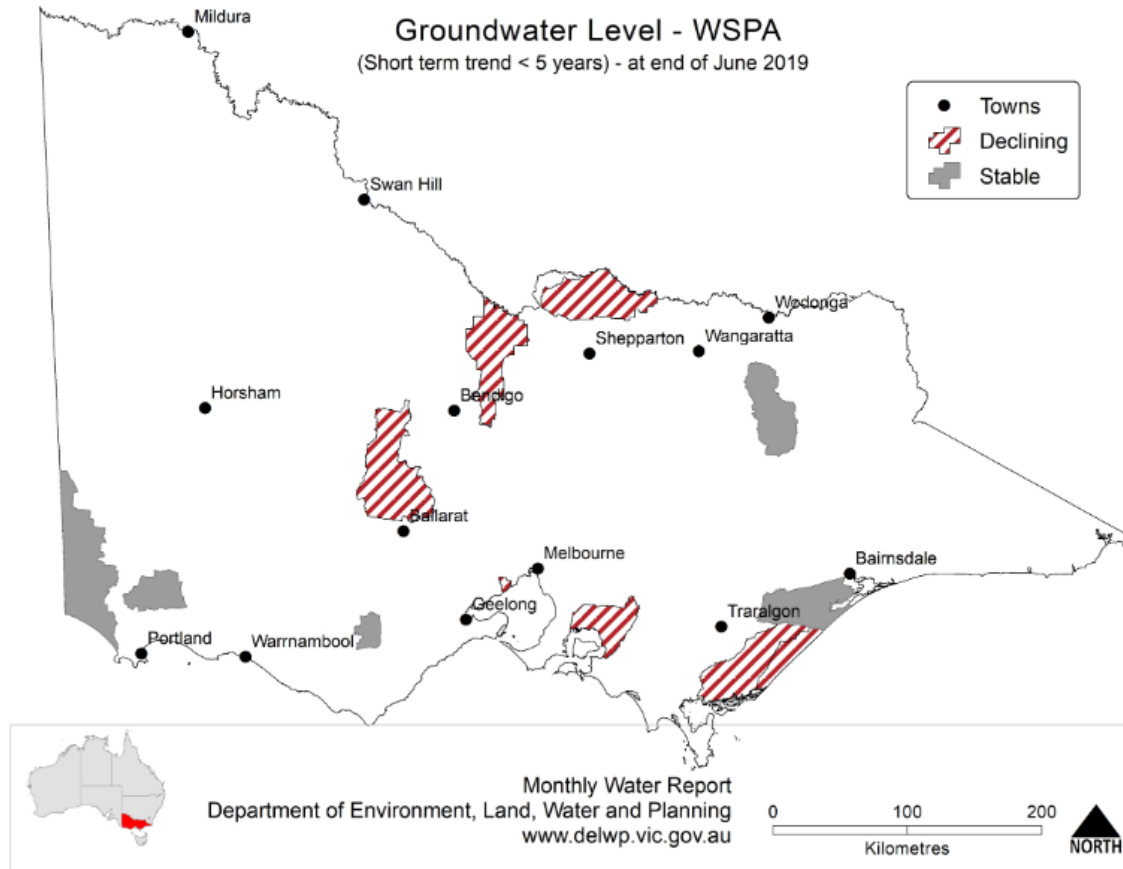 Groundwater Level - WSPA
(Short term trend < 5 years) - at end of June 2019
Mildura
Towns
Declining
Stable
Swan Hill
Wodonga
Shepparton
Wangaratta
Horsham
Bendigo
Ballarat
Melbourne
Bairnsdale
Geelong
Traralgon
Portland
Warrnambool
Monthly Water Report
Department of Environment, Land, Water and Planning
www.delwp.vic.gov.au
0 100 200
Kilometres
NORTH